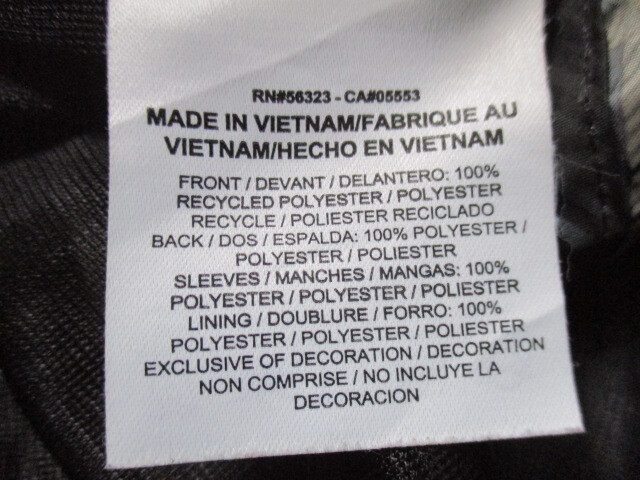 RN#56323 - CA#05553
MADE IN VIETNAM/FABRIQUE AU
VIETNAM/HECHO EN VIETNAM
FRONT / DEVANT / DELANTERO: 100%
RECYCLED POLYESTER / POLYESTER
RECYCLE / POLIESTER RECICLADO
BACK / DOS / ESPALDA: 100% POLYESTER /
POLYESTER / POLIESTER
SLEEVES / MANCHES / MANGAS: 100%
POLYESTER / POLYESTER / POLIESTER
LINING / DOUBLURE / FORRO: 100%
POLYESTER / POLYESTER / POLIESTER
EXCLUSIVE OF DECORATION / DECORATION
NON COMPRISE / NO INCLUYE LA
DECORACION